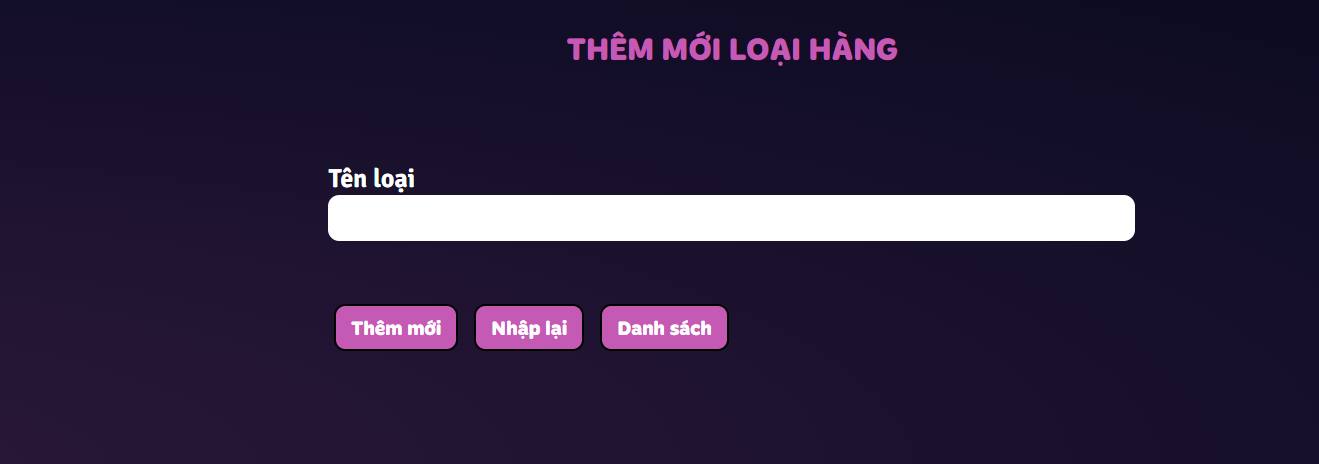 THÊM MỚI LOẠI HÀNG
Tên loại
Thêm mới
Nhập lại
Danh sách